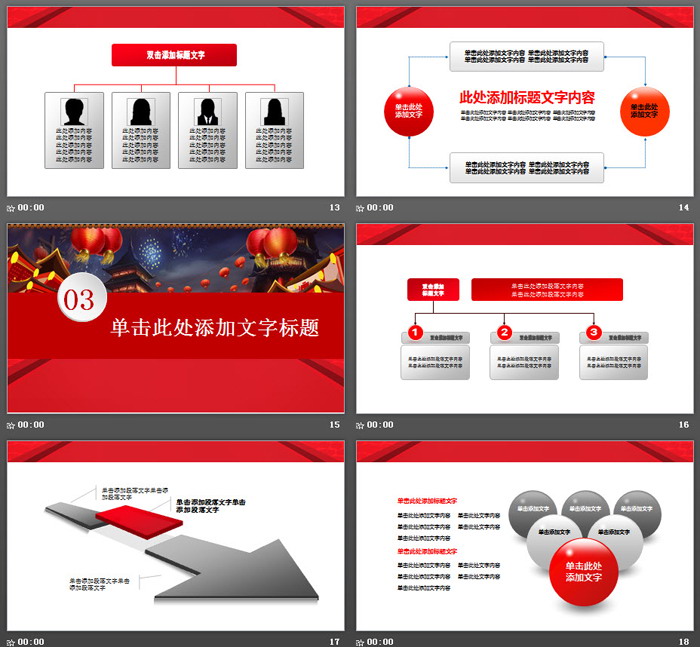 双击添加标题文字
此处添加内容 此处添加内容 此处添加内容 此处添加内容
此处添加内容 此处添加内容 此处添加内容 此处添加内容
此处添加内容 此处添加内容 此处添加内容 此处添加内容
此处添加内容 此处添加内容 此处添加内容 此处添加内容
此处添加内容 此处添加内容 此处添加内容 此处添加内容
00:00 13
单击此处添加文字内容 单击此处添加文字内容
单击此处添加文字内容 单击此处添加文字内容
单击此处
添加文字
此处添加标题文字内容
单击此处添加文字内容 单击此处添加文字内容 单击此处添加文字内容
单击此处添加文字内容 单击此处添加文字内容 单击此处添加文字内容
单击此处
添加文字
单击此处添加文字内容 单击此处添加文字内容
单击此处添加文字内容 单击此处添加文字内容
00:00 14
03
单击此处添加文字标题
00:00 15
双击添加
标题文字
单击此处添加段落文字内容
单击此处添加段落文字内容
1 双击添加标题文字
2 双击添加标题文字
3 双击添加标题文字
单击此处添加段落文字内容 单击此处添加段落文字内容 单击此处添加段落文字内容
单击此处添加段落文字内容 单击此处添加段落文字内容 单击此处添加段落文字内容
00:00 16
单击添加段落文字单击添
加段落文字
单击添加段落文字单击
添加段落文字
单击添加段落文字单击
添加段落文字
00:00 17
单击此处添加标题文字
单击此处添加文字内容 单击此处添加文字
单击此处添加文字内容 单击此处添加文字
单击此处添加文字内容
单击此处添加标题文字
单击此处添加文字内容 单击此处添加文字
单击此处添加文字内容 单击此处添加文字
单击此处添加文字内容
单击添加文字 单击添加文字 单击添加文字
单击添加文字 单击添加文字
单击此处
添加文字
00:00 18